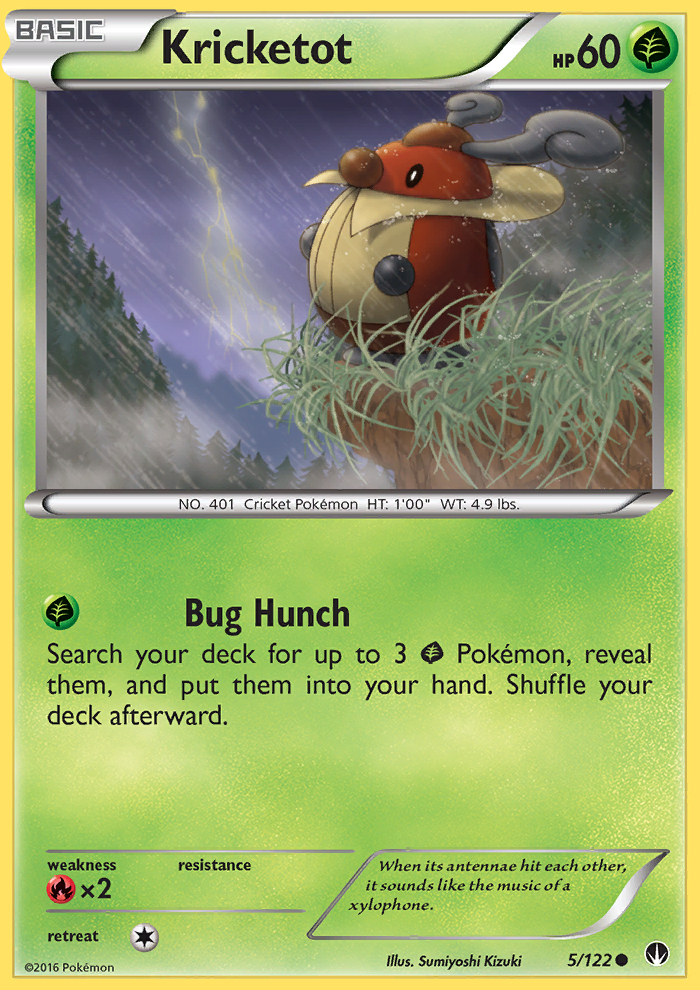 BASIC
Kricketot
HP60
NO. 401 Cricket Pokémon HT: 1'00" WT: 4.9 lbs.
Bug Hunch
Search your deck for up to 3 Pokémon, reveal
them, and put them into your hand. Shuffle your
deck afterward.
weakness resistance
×2
retreat
When its antennae hit each other,
it sounds like the music of a
xylophone.
©2016 Pokémon
Illus. Sumiyoshi Kizuki
5/122